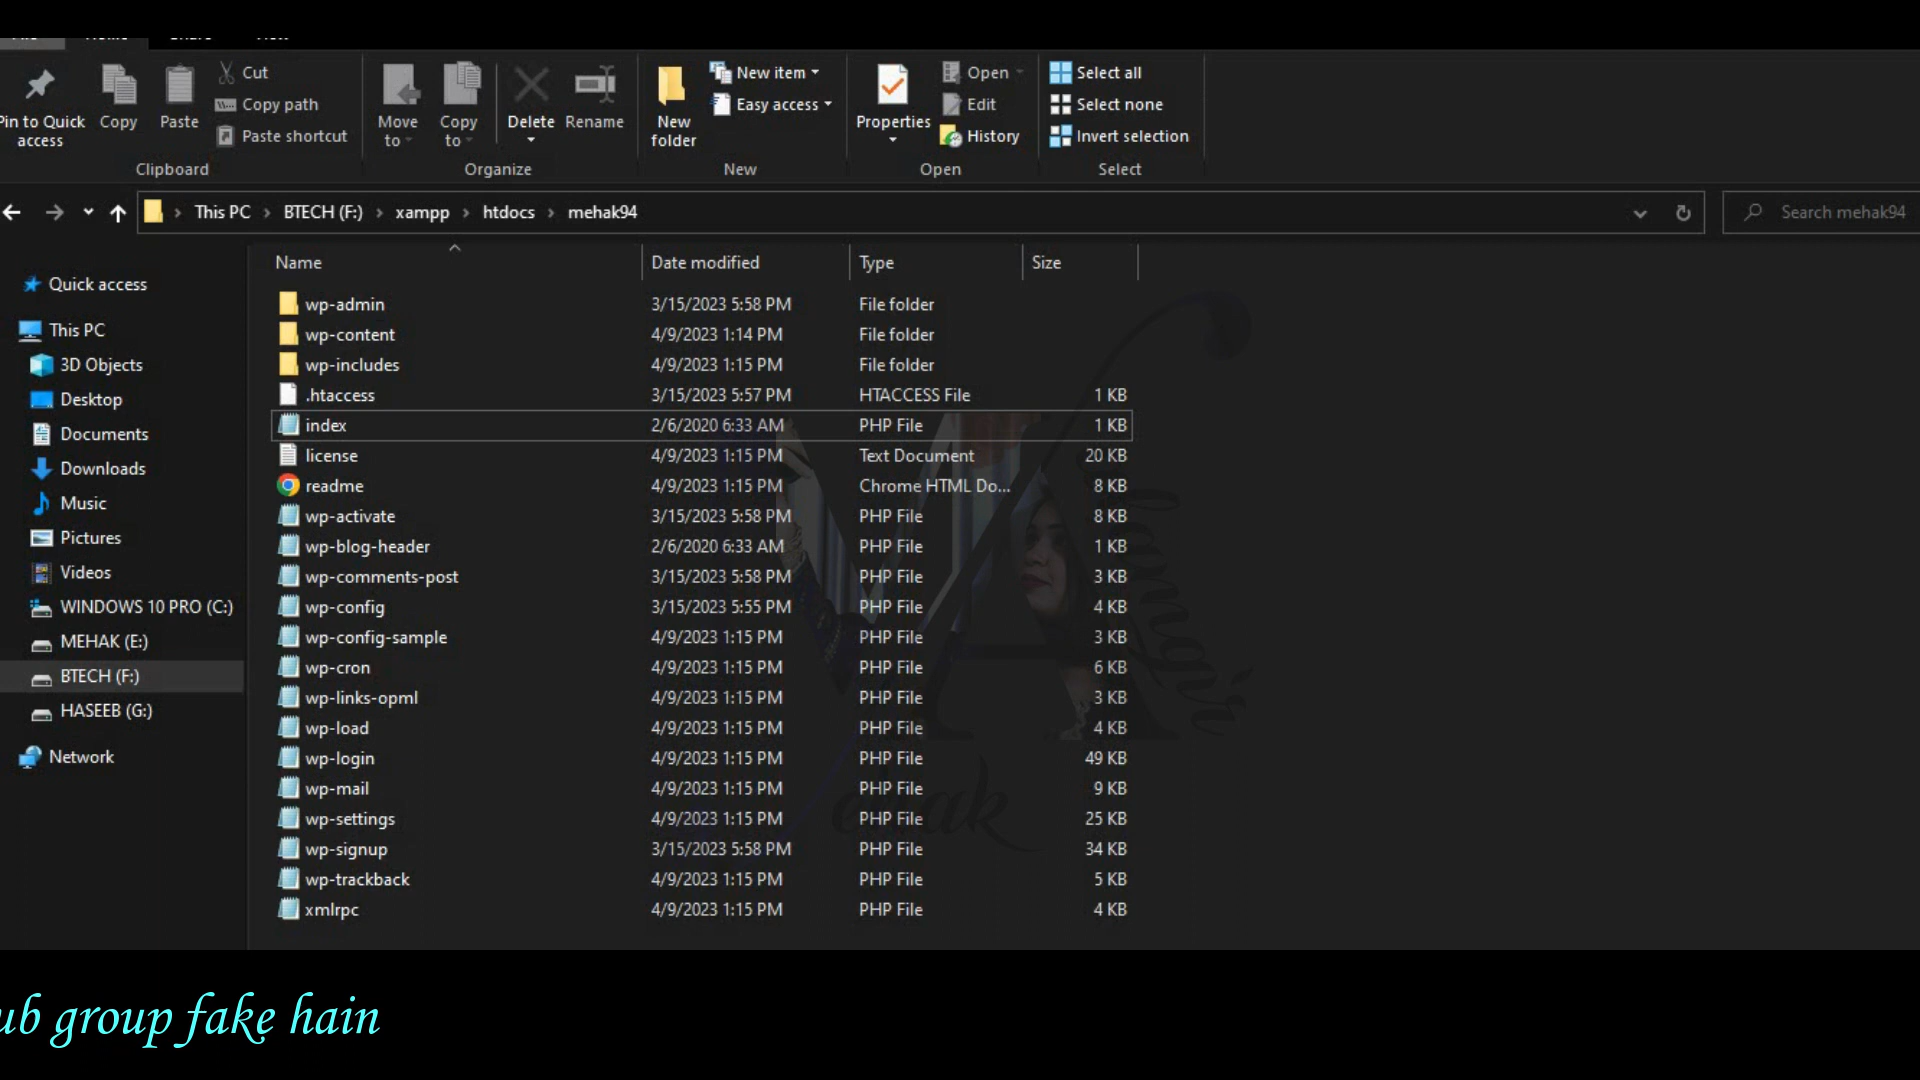 Cut
Copy path
Paste shortcut
Pin to Quick access
Copy
Paste
Clipboard
Move to
Copy to
Delete
Rename
Organize
New folder
New item
Easy access
New
Properties
Open
Edit
History
Open
Select all
Select none
Invert selection
Select
This PC > BTECH (F:) > xampp > htdocs > mehak94
Search mehak94
Name Date modified Type Size
Quick access
This PC
3D Objects
Desktop
Documents
Downloads
Music
Pictures
Videos
WINDOWS 10 PRO (C:)
MEHAK (E:)
BTECH (F:)
HASEEB (G:)
Network
wp-admin 3/15/2023 5:58 PM File folder
wp-content 4/9/2023 1:14 PM File folder
wp-includes 4/9/2023 1:15 PM File folder
.htaccess 3/15/2023 5:57 PM HTACCESS File 1 KB
index 2/6/2020 6:33 AM PHP File 1 KB
license 4/9/2023 1:15 PM Text Document 20 KB
readme 4/9/2023 1:15 PM Chrome HTML Do... 8 KB
wp-activate 3/15/2023 5:58 PM PHP File 8 KB
wp-blog-header 2/6/2020 6:33 AM PHP File 1 KB
wp-comments-post 3/15/2023 5:58 PM PHP File 3 KB
wp-config 3/15/2023 5:55 PM PHP File 4 KB
wp-config-sample 4/9/2023 1:15 PM PHP File 3 KB
wp-cron 4/9/2023 1:15 PM PHP File 6 KB
wp-links-opml 4/9/2023 1:15 PM PHP File 3 KB
wp-load 4/9/2023 1:15 PM PHP File 4 KB
wp-login 4/9/2023 1:15 PM PHP File 49 KB
wp-mail 4/9/2023 1:15 PM PHP File 9 KB
wp-settings 4/9/2023 1:15 PM PHP File 25 KB
wp-signup 3/15/2023 5:58 PM PHP File 34 KB
wp-trackback 4/9/2023 1:15 PM PHP File 5 KB
xmlrpc 4/9/2023 1:15 PM PHP File 4 KB
ub group fake hain